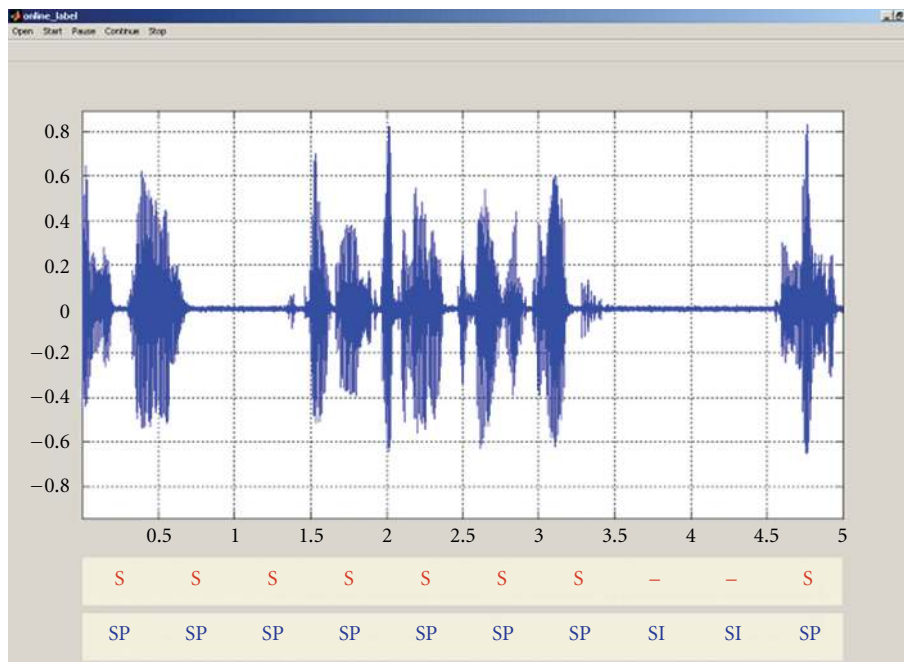 online_label
Open Start Pause Continue Stop
0.8
0.6
0.4
0.2
0
−0.2
−0.4
−0.6
−0.8
0.5 1 1.5 2 2.5 3 3.5 4 4.5 5
S S S S S S S – – S
SP SP SP SP SP SP SP SI SI SP